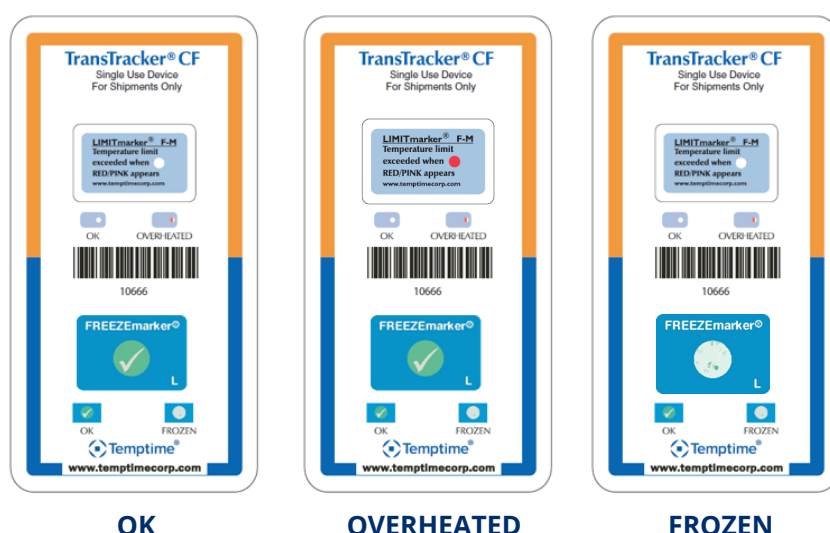 TransTracker® CF
Single Use Device
For Shipments Only
LIMITmarker® F-M
Temperature limit
exceeded when
RED/PINK appears
www.temptimecorp.com
OK OVERHEATED
10666
FREEZEmarker®
L
OK FROZEN
Temptime®
www.temptimecorp.com
OK
TransTracker® CF
Single Use Device
For Shipments Only
LIMITmarker® F-M
Temperature limit
exceeded when
RED/PINK appears
www.temptimecorp.com
OK OVERHEATED
10666
FREEZEmarker®
L
OK FROZEN
Temptime®
www.temptimecorp.com
OVERHEATED
TransTracker® CF
Single Use Device
For Shipments Only
LIMITmarker® F-M
Temperature limit
exceeded when
RED/PINK appears
www.temptimecorp.com
OK OVERHEATED
10666
FREEZEmarker®
L
OK FROZEN
Temptime®
www.temptimecorp.com
FROZEN